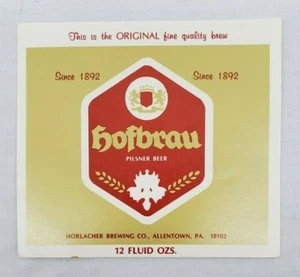 This is the ORIGINAL fine quality brew
Since 1892 Since 1892
Hofbrau
PILSNER BEER
HORLACHER BREWING CO., ALLENTOWN, PA. 18102
12 FLUID OZS.